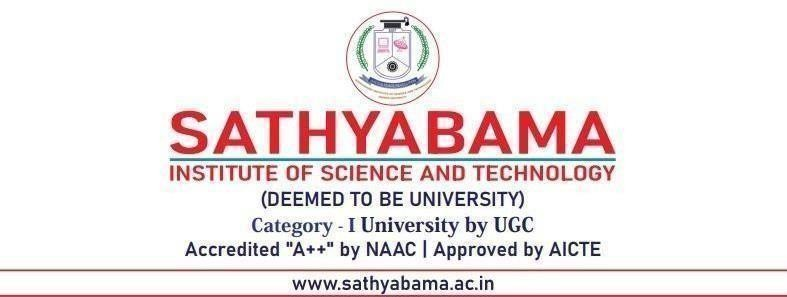 SATHYABAMA
INSTITUTE OF SCIENCE AND TECHNOLOGY
(DEEMED TO BE UNIVERSITY)
Category - I University by UGC
Accredited "A++" by NAAC | Approved by AICTE
www.sathyabama.ac.in